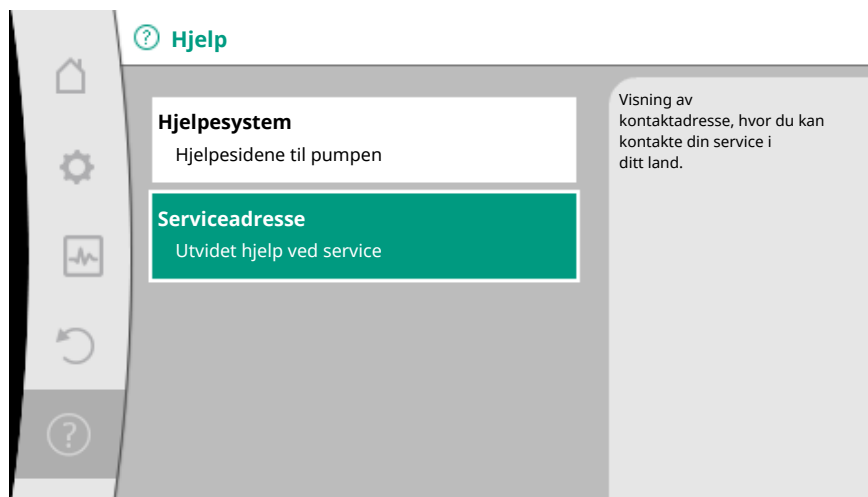 Hjelp
Hjelpesystem
Hjelpesidene til pumpen
Serviceadresse
Utvidet hjelp ved service
Visning av
kontaktadresse, hvor du kan
kontakte din service i
ditt land.